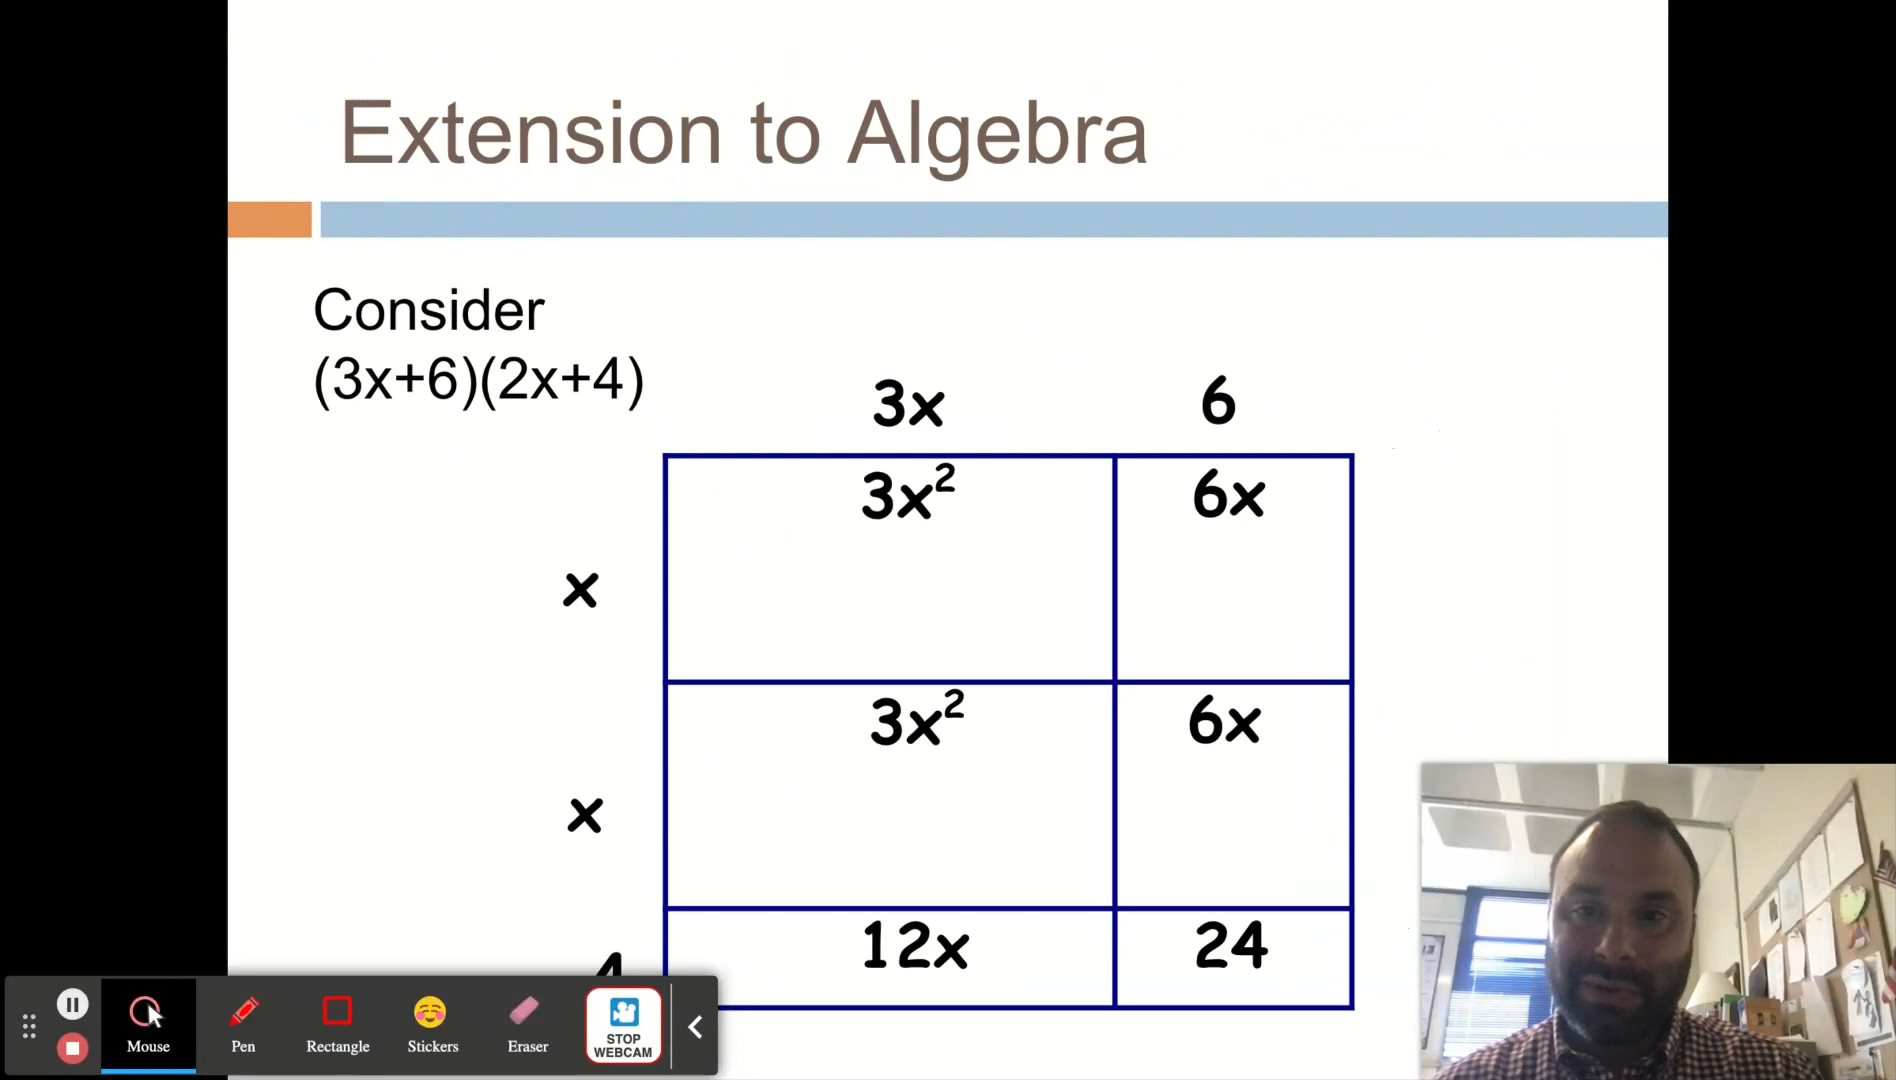 Extension to Algebra
Consider
(3x+6)(2x+4)
3x 6
3x² 6x
x
3x² 6x
x
12x 24
4
Mouse Pen Rectangle Stickers Eraser STOP
WEBCAM